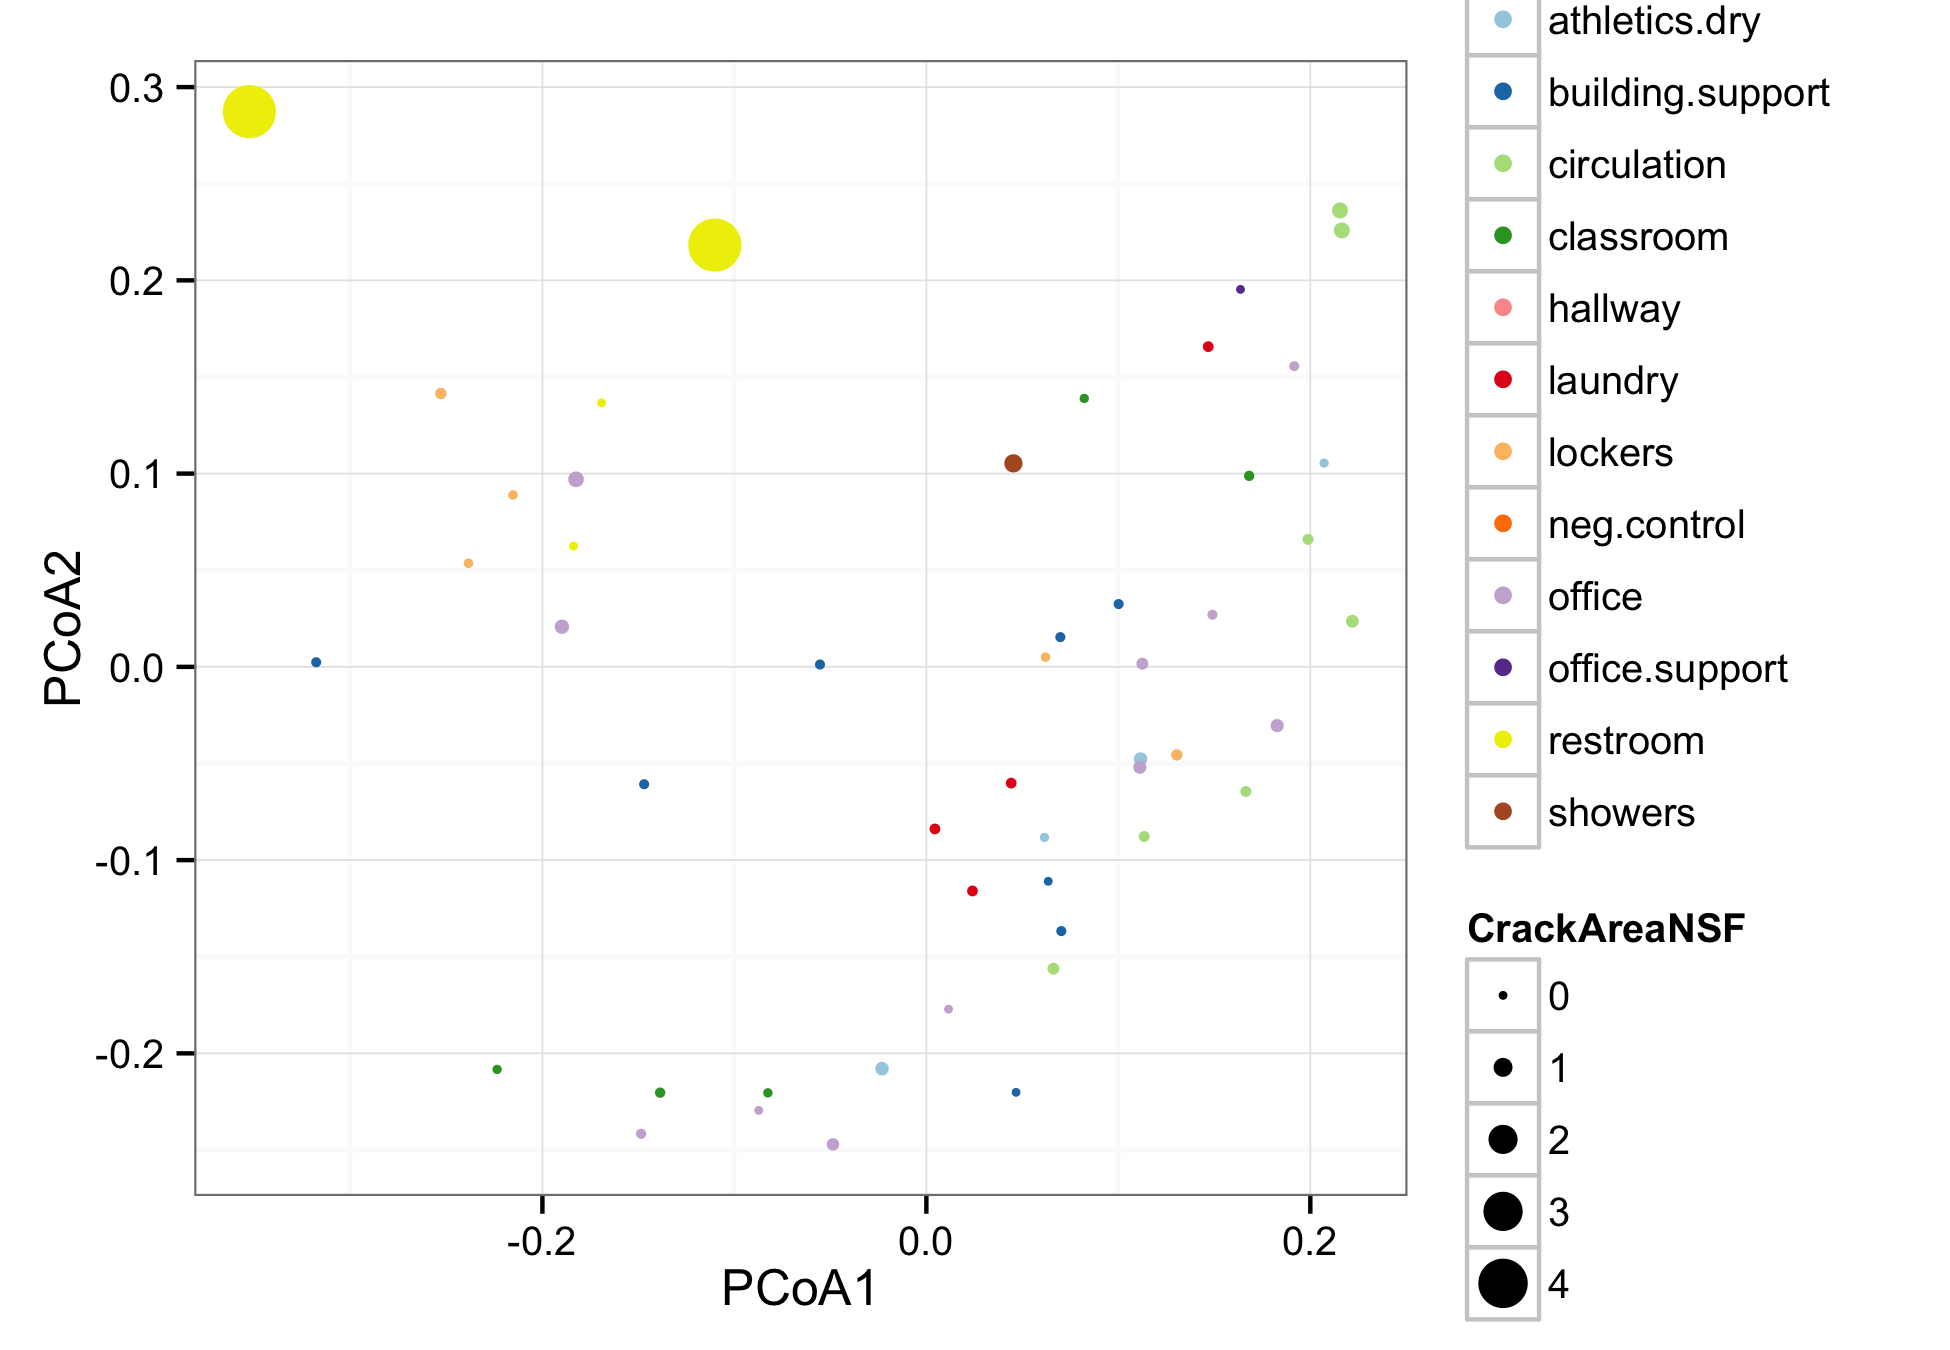 athletics.dry
building.support
circulation
classroom
hallway
laundry
lockers
neg.control
office
office.support
restroom
showers
CrackAreaNSF
0
1
2
3
4
0.3
0.2
0.1
0.0
-0.1
-0.2
PCoA2
-0.2 0.0 0.2
PCoA1